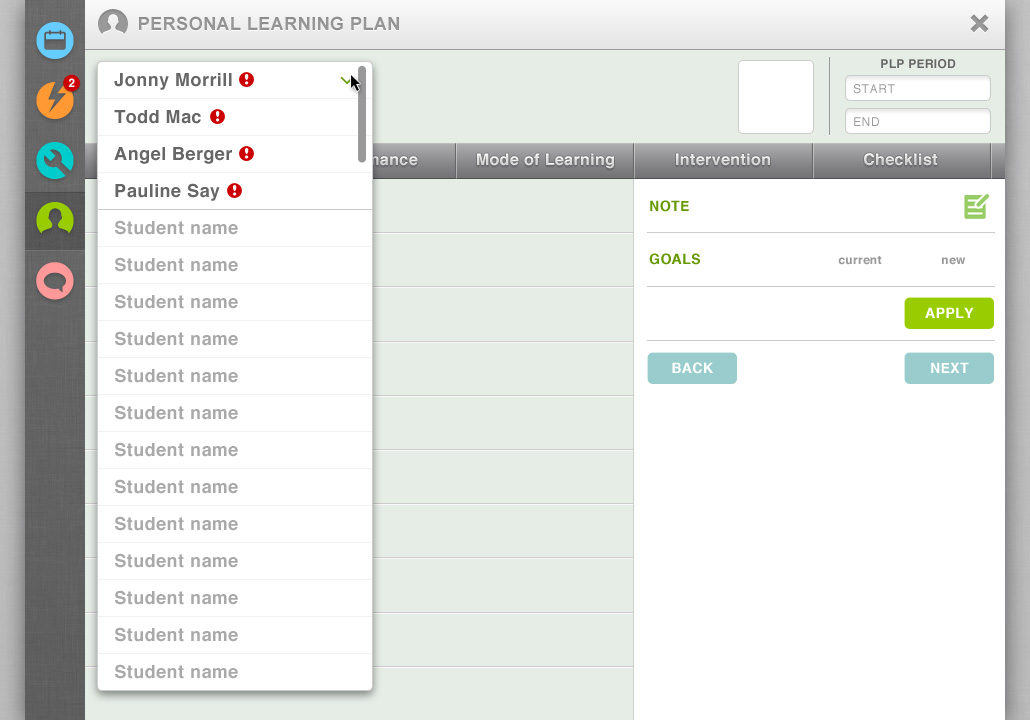 PERSONAL LEARNING PLAN
2
Jonny Morrill
Todd Mac
Angel Berger
Pauline Say
Student name
Student name
Student name
Student name
Student name
Student name
Student name
Student name
Student name
Student name
Student name
Student name
Student name
PLP PERIOD
START
END
Mode of Learning
Intervention
Checklist
NOTE
GOALS current new
APPLY
BACK NEXT